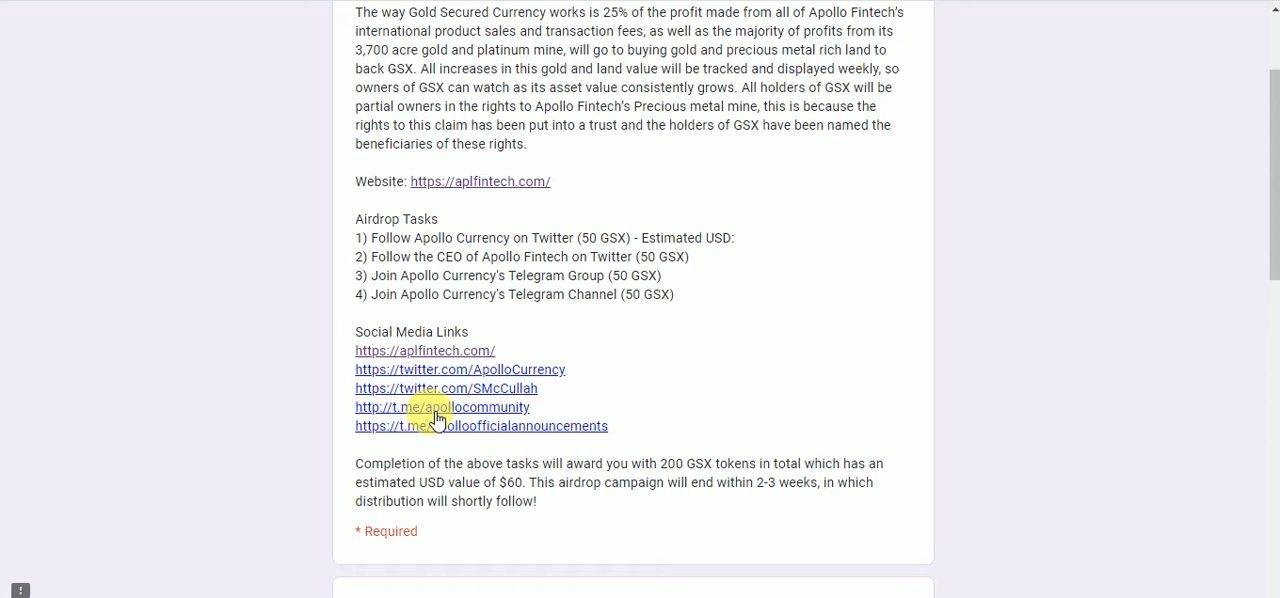 The way Gold Secured Currency works is 25% of the profit made from all of Apollo Fintech's
international product sales and transaction fees, as well as the majority of profits from its
3,700 acre gold and platinum mine, will go to buying gold and precious metal rich land to
back GSX. All increases in this gold and land value will be tracked and displayed weekly, so
owners of GSX can watch as its asset value consistently grows. All holders of GSX will be
partial owners in the rights to Apollo Fintech's Precious metal mine, this is because the
rights to this claim has been put into a trust and the holders of GSX have been named the
beneficiaries of these rights.
Website: https://aplfintech.com/
Airdrop Tasks
1) Follow Apollo Currency on Twitter (50 GSX) - Estimated USD:
2) Follow the CEO of Apollo Fintech on Twitter (50 GSX)
3) Join Apollo Currency's Telegram Group (50 GSX)
4) Join Apollo Currency's Telegram Channel (50 GSX)
Social Media Links
https://aplfintech.com/
https://twitter.com/ApolloCurrency
https://twitter.com/SMcCullah
http://t.me/apollocommunity
https://t.me/apolloofficialannouncements
Completion of the above tasks will award you with 200 GSX tokens in total which has an
estimated USD value of $60. This airdrop campaign will end within 2-3 weeks, in which
distribution will shortly follow!
* Required
!